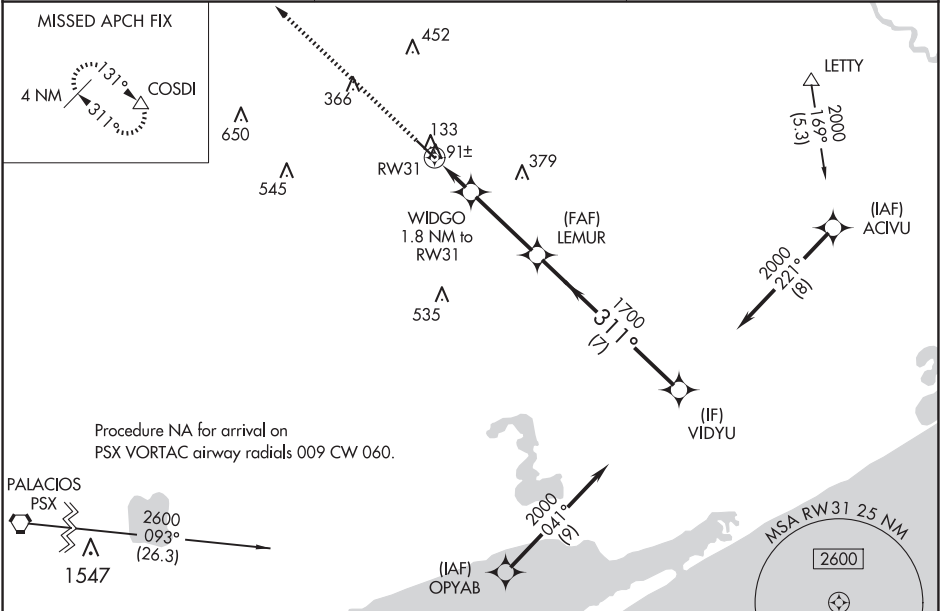 MISSED APCH FIX
4 NM
131°
311°
COSDI
452
366
650
545
133
91±
RW31
379
WIDGO
1.8 NM to
RW31
(FAF)
LEMUR
535
LETTY
2000
169°
(5.3)
(IAF)
ACIVU
2000
221°
(8)
1700
311°
(7)
(IF)
VIDYU
Procedure NA for arrival on
PSX VORTAC airway radials 009 CW 060.
PALACIOS
PSX
2600
093°
(26.3)
1547
2000
041°
(9)
(IAF)
OPYAB
MSA RW31 25 NM
2600